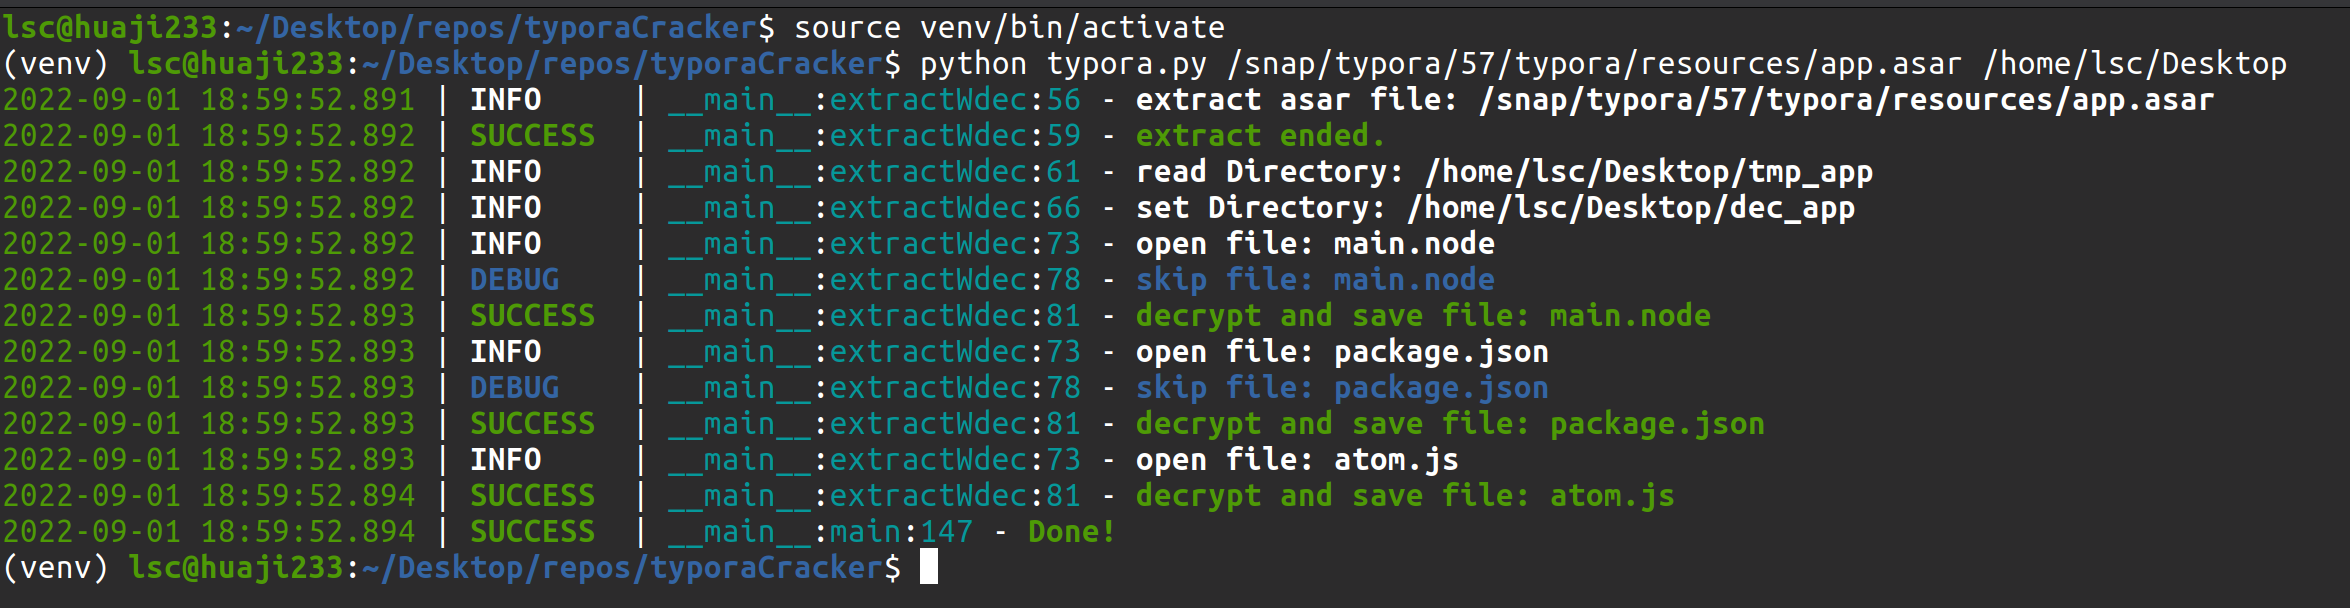 lsc@huaji233:~/Desktop/repos/typoraCracker$ source venv/bin/activate
(venv) lsc@huaji233:~/Desktop/repos/typoraCracker$ python typora.py /snap/typora/57/typora/resources/app.asar /home/lsc/Desktop
2022-09-01 18:59:52.891 | INFO     | __main__:extractWdec:56 - extract asar file: /snap/typora/57/typora/resources/app.asar
2022-09-01 18:59:52.892 | SUCCESS  | __main__:extractWdec:59 - extract ended.
2022-09-01 18:59:52.892 | INFO     | __main__:extractWdec:61 - read Directory: /home/lsc/Desktop/tmp_app
2022-09-01 18:59:52.892 | INFO     | __main__:extractWdec:66 - set Directory: /home/lsc/Desktop/dec_app
2022-09-01 18:59:52.892 | INFO     | __main__:extractWdec:73 - open file: main.node
2022-09-01 18:59:52.892 | DEBUG    | __main__:extractWdec:78 - skip file: main.node
2022-09-01 18:59:52.893 | SUCCESS  | __main__:extractWdec:81 - decrypt and save file: main.node
2022-09-01 18:59:52.893 | INFO     | __main__:extractWdec:73 - open file: package.json
2022-09-01 18:59:52.893 | DEBUG    | __main__:extractWdec:78 - skip file: package.json
2022-09-01 18:59:52.893 | SUCCESS  | __main__:extractWdec:81 - decrypt and save file: package.json
2022-09-01 18:59:52.893 | INFO     | __main__:extractWdec:73 - open file: atom.js
2022-09-01 18:59:52.894 | SUCCESS  | __main__:extractWdec:81 - decrypt and save file: atom.js
2022-09-01 18:59:52.894 | SUCCESS  | __main__:main:147 - Done!
(venv) lsc@huaji233:~/Desktop/repos/typoraCracker$